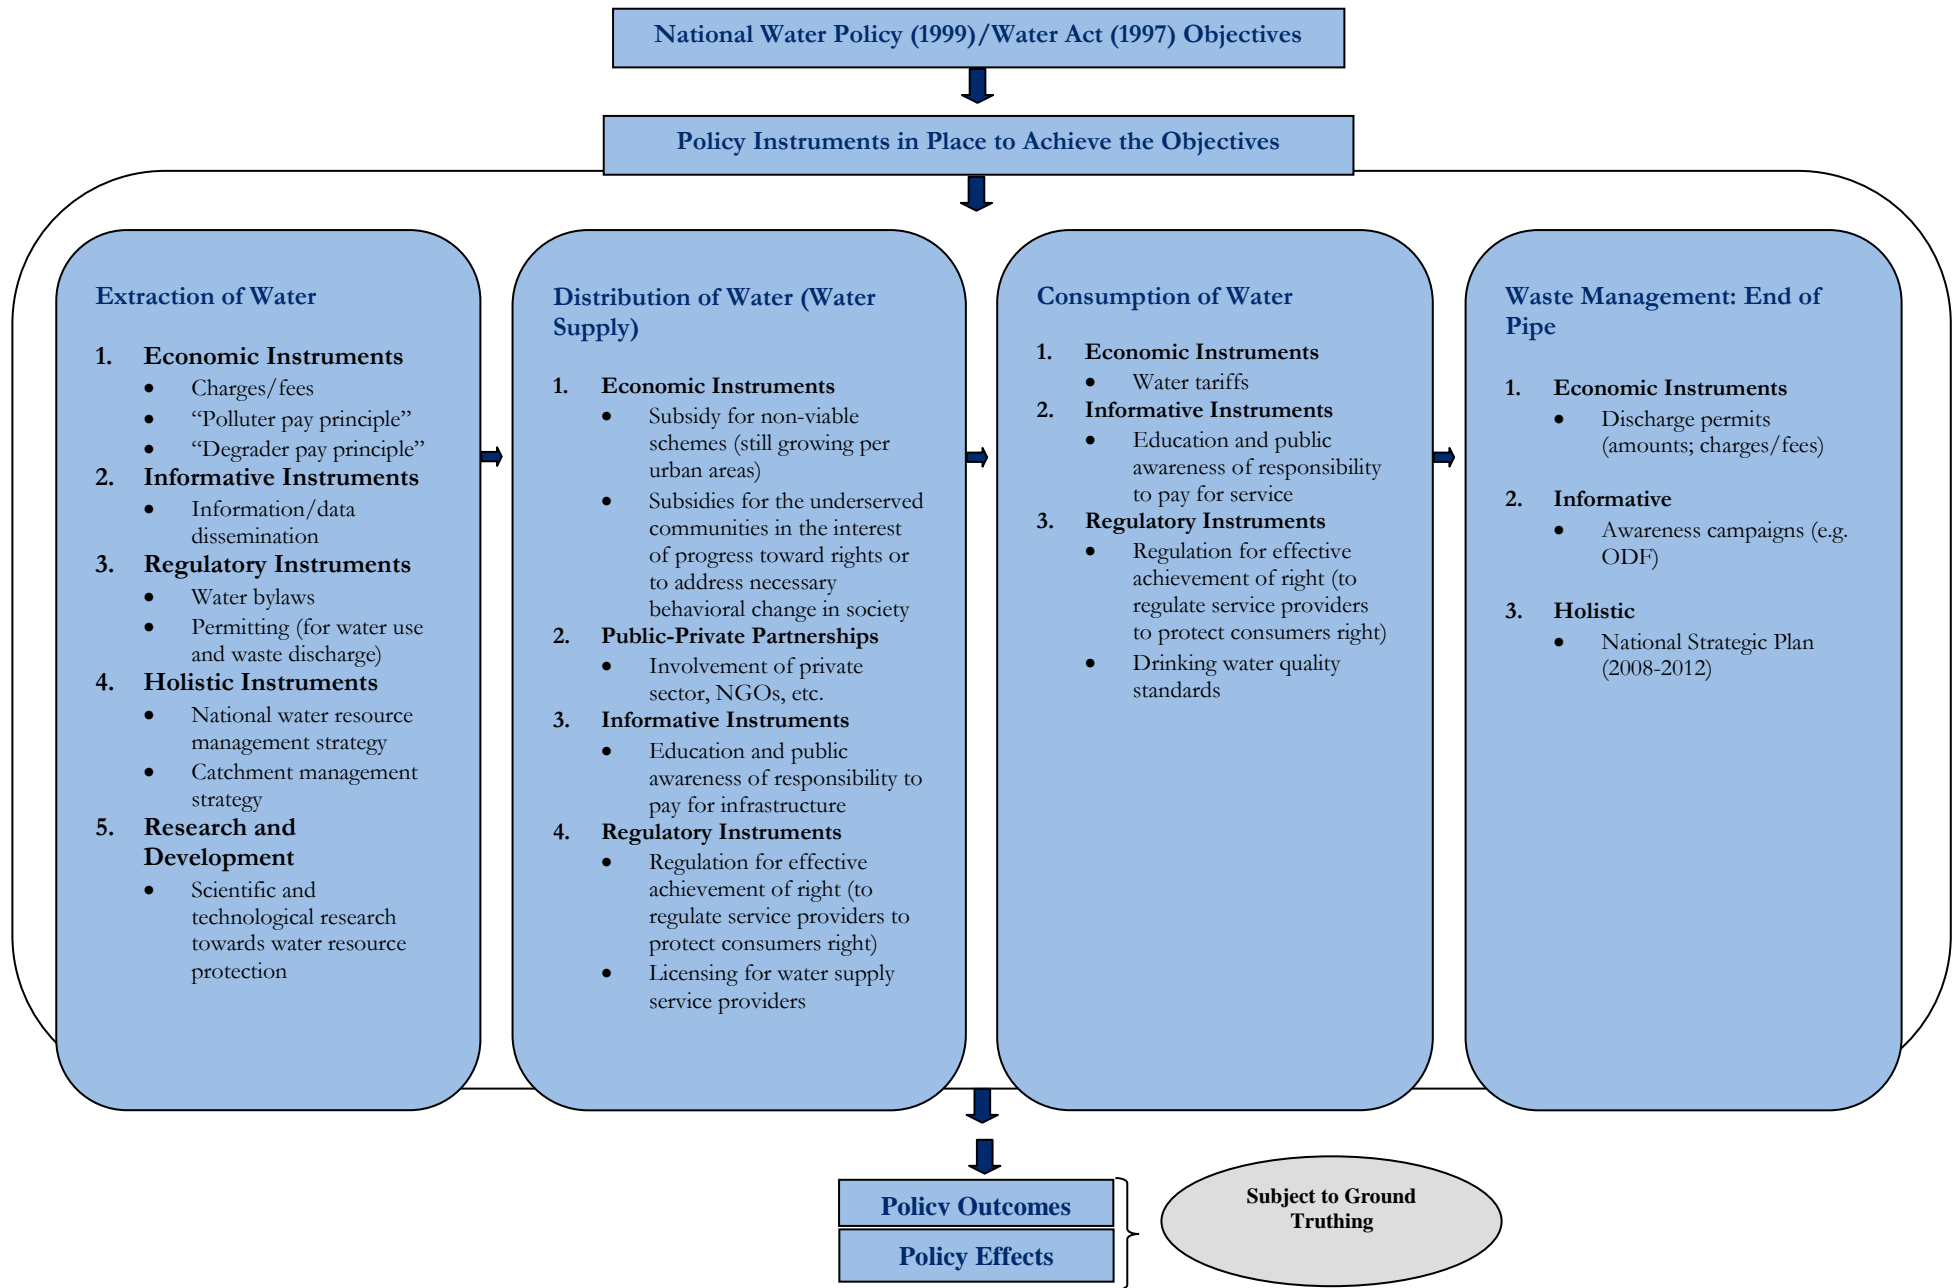 National Water Policy (1999)/Water Act (1997) Objectives
Policy Instruments in Place to Achieve the Objectives
Extraction of Water
1. Economic Instruments
• Charges/fees
• “Polluter pay principle”
• “Degrader pay principle”
2. Informative Instruments
• Information/data
dissemination
3. Regulatory Instruments
• Water bylaws
• Permitting (for water use
and waste discharge)
4. Holistic Instruments
• National water resource
management strategy
• Catchment management
strategy
5. Research and
Development
• Scientific and
technological research
towards water resource
protection
Distribution of Water (Water
Supply)
1. Economic Instruments
• Subsidy for non-viable
schemes (still growing per
urban areas)
• Subsidies for the underserved
communities in the interest
of progress toward rights or
to address necessary
behavioral change in society
2. Public-Private Partnerships
• Involvement of private
sector, NGOs, etc.
3. Informative Instruments
• Education and public
awareness of responsibility to
pay for infrastructure
4. Regulatory Instruments
• Regulation for effective
achievement of right (to
regulate service providers to
protect consumers right)
• Licensing for water supply
service providers
Consumption of Water
1. Economic Instruments
• Water tariffs
2. Informative Instruments
• Education and public
awareness of responsibility
to pay for service
3. Regulatory Instruments
• Regulation for effective
achievement of right (to
regulate service providers
to protect consumers right)
• Drinking water quality
standards
Waste Management: End of
Pipe
1. Economic Instruments
• Discharge permits
(amounts; charges/fees)
2. Informative
• Awareness campaigns (e.g.
ODF)
3. Holistic
• National Strategic Plan
(2008-2012)
Policy Outcomes
Policy Effects
Subject to Ground
Truthing